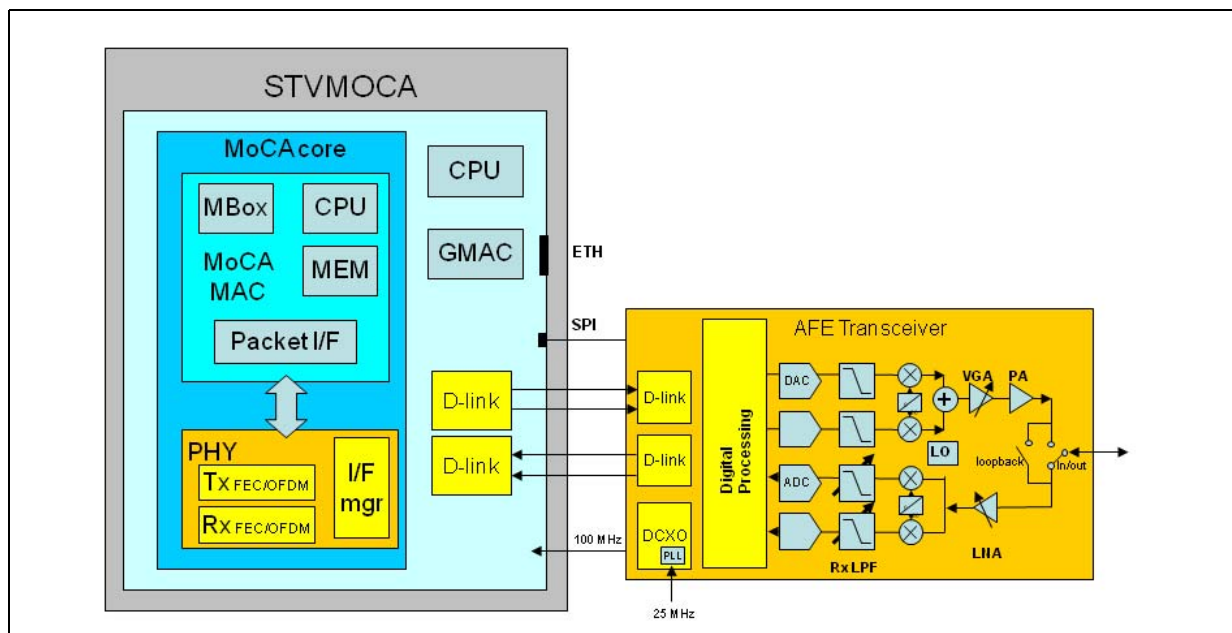 STVMOCA
MoCAcore
MBox
CPU
MoCA
MAC
MEM
Packet I/F
PHY
Tx FEC/OFDM
Rx FEC/OFDM
I/F
mgr
CPU
GMAC
ETH
SPI
D-link
D-link
100 MHz
25 MHz
AFE Transceiver
D-link
D-link
DCXO
PLL
Digital
Processing
DAC
ADC
Rx LPF
LO
VGA
PA
loopback
In/out
LNA